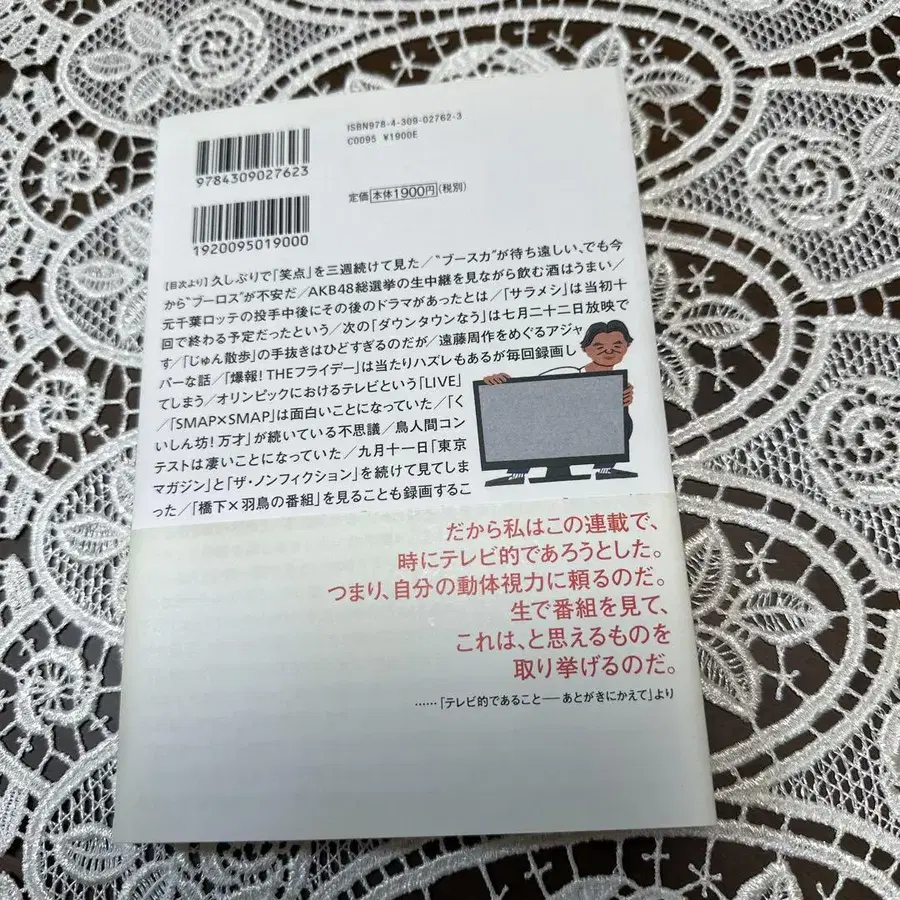 ISBN978-4-309-02762-3
C0095 ¥1900E
9784309027623
定価 本体1900円(税別)
1920095019000
【目次より】久しぶりで「笑点」を三週続けて見た／“ブースカ”が待ち遠しい、でも今
から“ブーロス”が不安だ／AKB48総選挙の生中継を見ながら飲む酒はうまい／
元千葉ロッテの投手中後にその後のドラマがあったとは／「サラメシ」は当初十
回で終わる予定だったという／次の「ダウンタウンなう」は七月二十二日放映で
す／「じゅん散歩」の手抜きはひどすぎるのだが／遠藤周作をめぐるアジャ
パーな話／「爆報！THEフライデー」は当たりハズレもあるが毎回録画し
てしまう／オリンピックにおけるテレビという「LIVE」
／「SMAP×SMAP」は面白いことになっていた／「く
いしん坊！万才」が続いている不思議／鳥人間コン
テストは凄いことになっていた／九月十一日「東京
マガジン」と「ザ・ノンフィクション」を続けて見てしま
った／「橋下×羽鳥の番組」を見ることも録画するこ
だから私はこの連載で、
時にテレビ的であろうとした。
つまり、自分の動体視力に頼るのだ。
生で番組を見て、
これは、と思えるものを
取り挙げるのだ。
……「テレビ的であること――あとがきにかえて」より